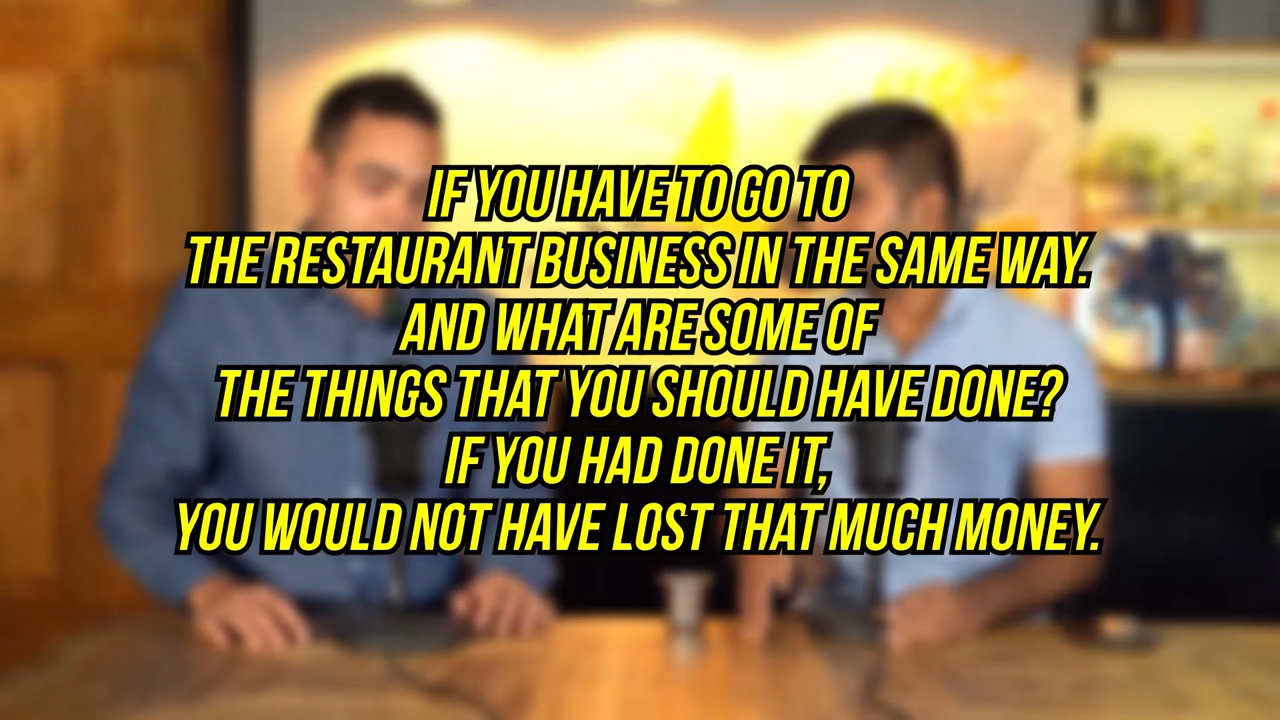 IF YOU HAVE TO GO TO
THE RESTAURANT BUSINESS IN THE SAME WAY.
AND WHAT ARE SOME OF
THE THINGS THAT YOU SHOULD HAVE DONE?
IF YOU HAD DONE IT,
YOU WOULD NOT HAVE LOST THAT MUCH MONEY.